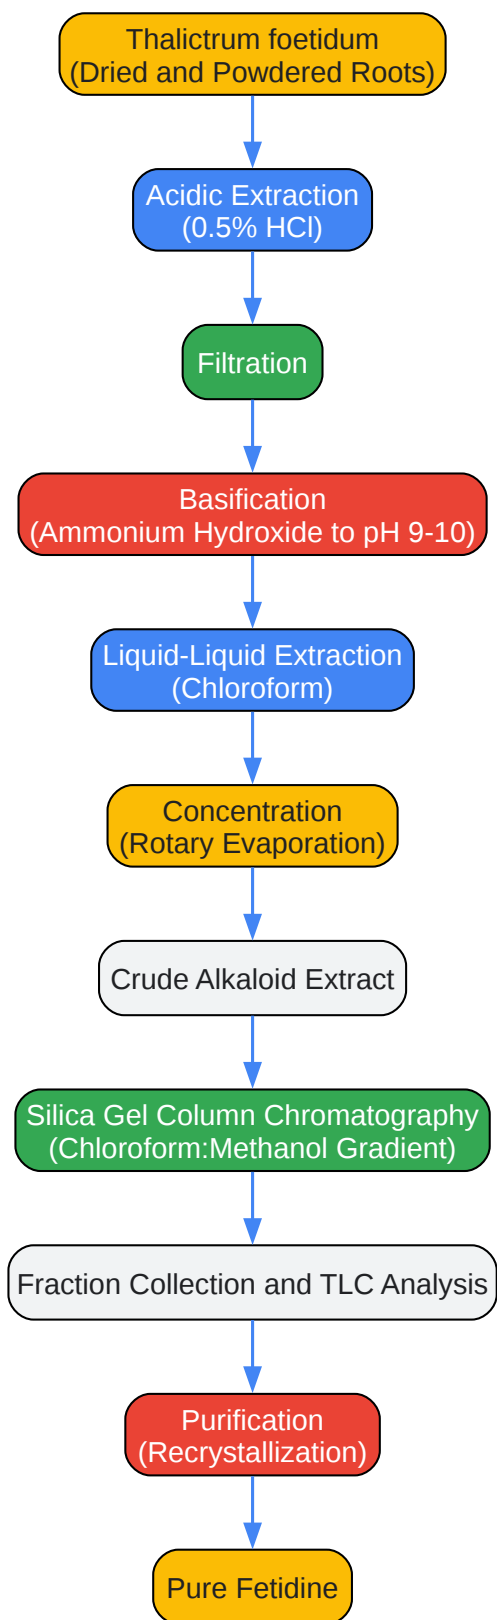 Thalictrum foetidum
(Dried and Powdered Roots)
Acidic Extraction
(0.5% HCl)
Filtration
Basification
(Ammonium Hydroxide to pH 9-10)
Liquid-Liquid Extraction
(Chloroform)
Concentration
(Rotary Evaporation)
Crude Alkaloid Extract
Silica Gel Column Chromatography
(Chloroform:Methanol Gradient)
Fraction Collection and TLC Analysis
Purification
(Recrystallization)
Pure Fetidine